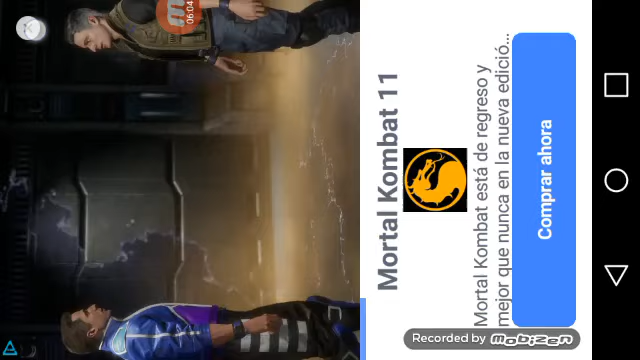 06:04
Mortal Kombat 11
Mortal Kombat está de regreso y
mejor que nunca en la nueva edició...
Comprar ahora
Recorded by
MOBIZEN